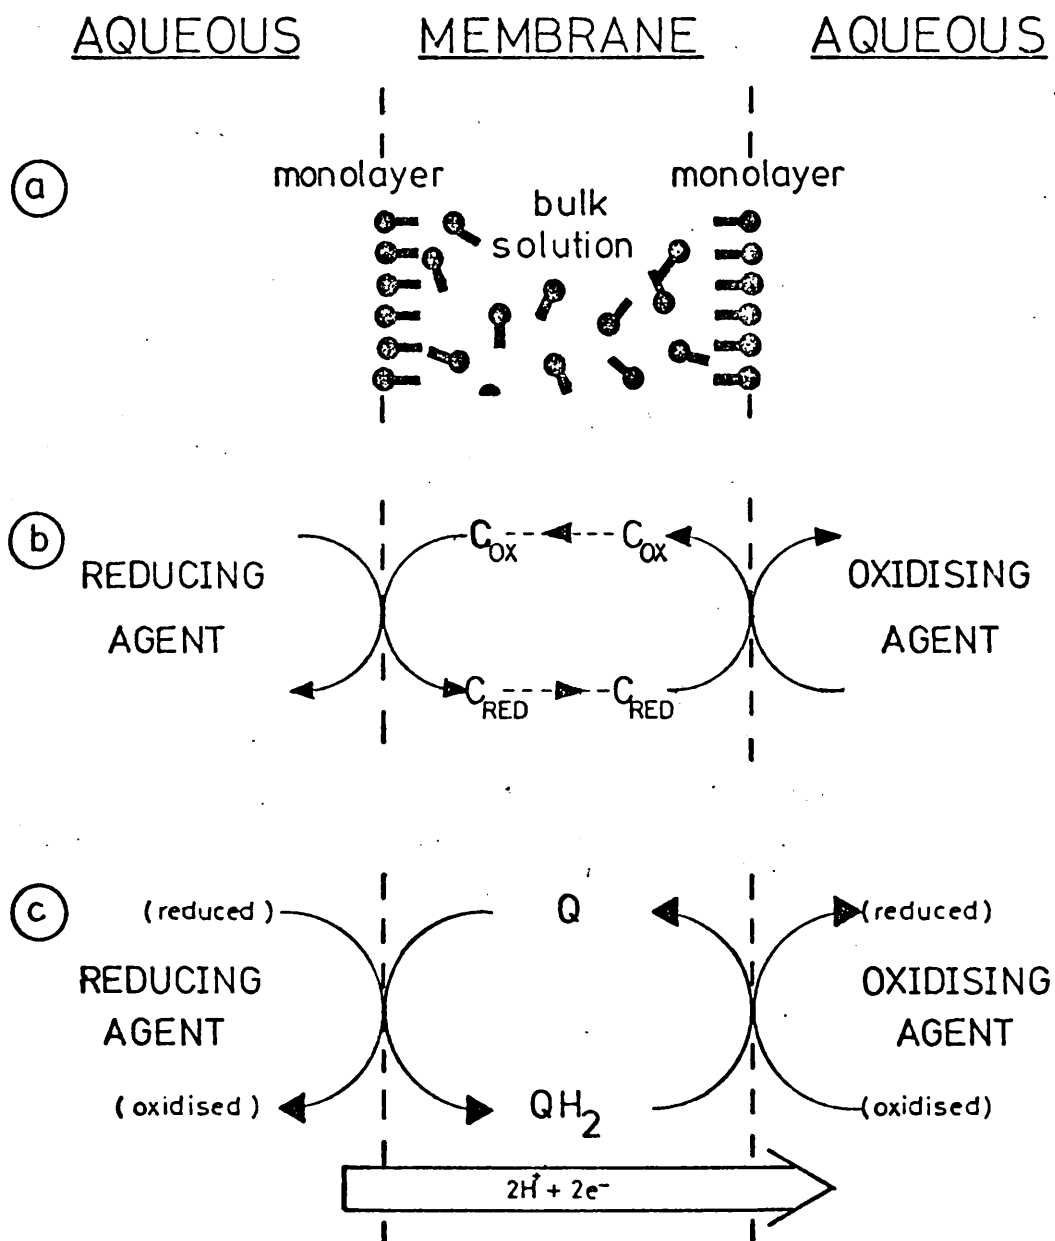 AQUEOUS MEMBRANE AQUEOUS
a
monolayer monolayer
bulk
solution
b
C_OX C_OX
REDUCING OXIDISING
AGENT AGENT
C_RED C_RED
c
(reduced) Q (reduced)
REDUCING OXIDISING
AGENT AGENT
(oxidised) QH₂ (oxidised)
2H⁺ + 2e⁻